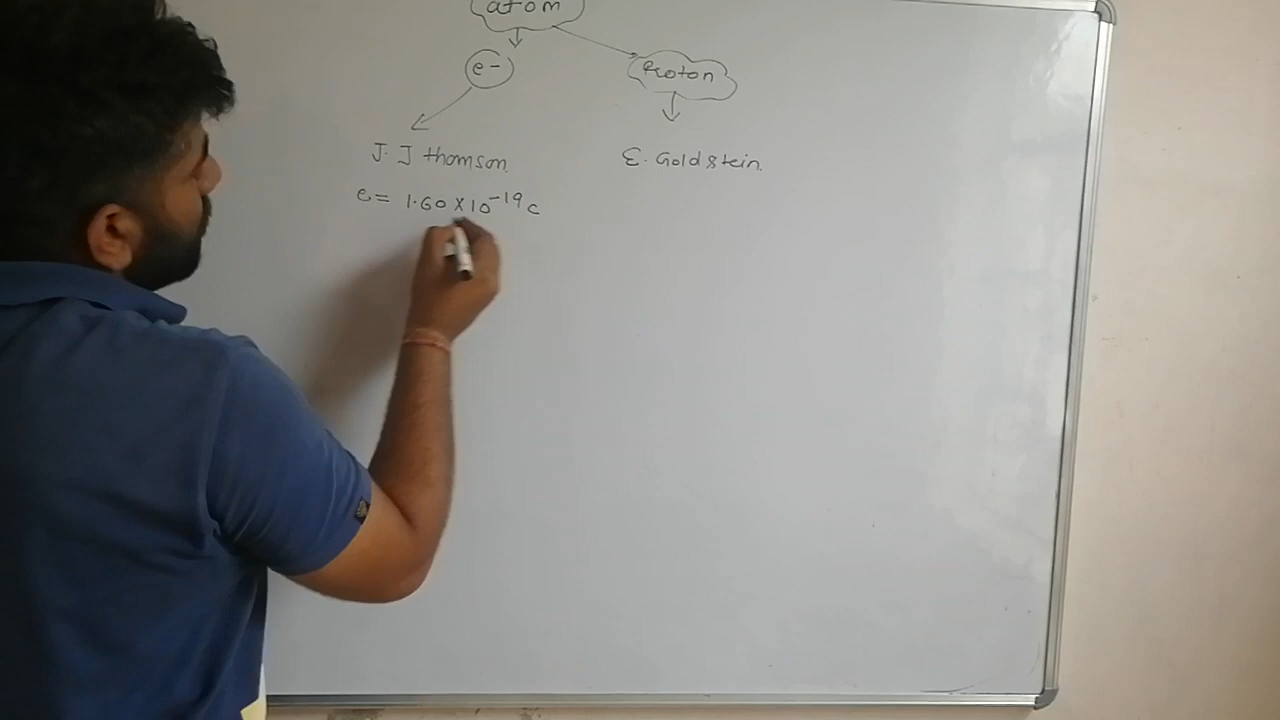 atom
e-
Proton
J. J thomson
E. Goldstein.
e = 1.60 x 10⁻¹⁹ c